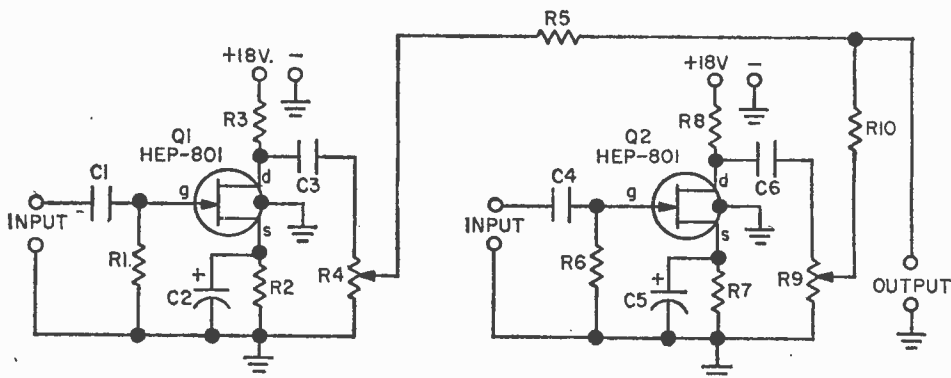 R5
+18V. -
R3
Q1
HEP-801
d
C3
C1
g
INPUT
s
R1
+
C2
R2
R4
+18V -
R8
R10
Q2
HEP-801
d
C6
C4
g
INPUT
s
R6
+
C5
R7
R9
OUTPUT